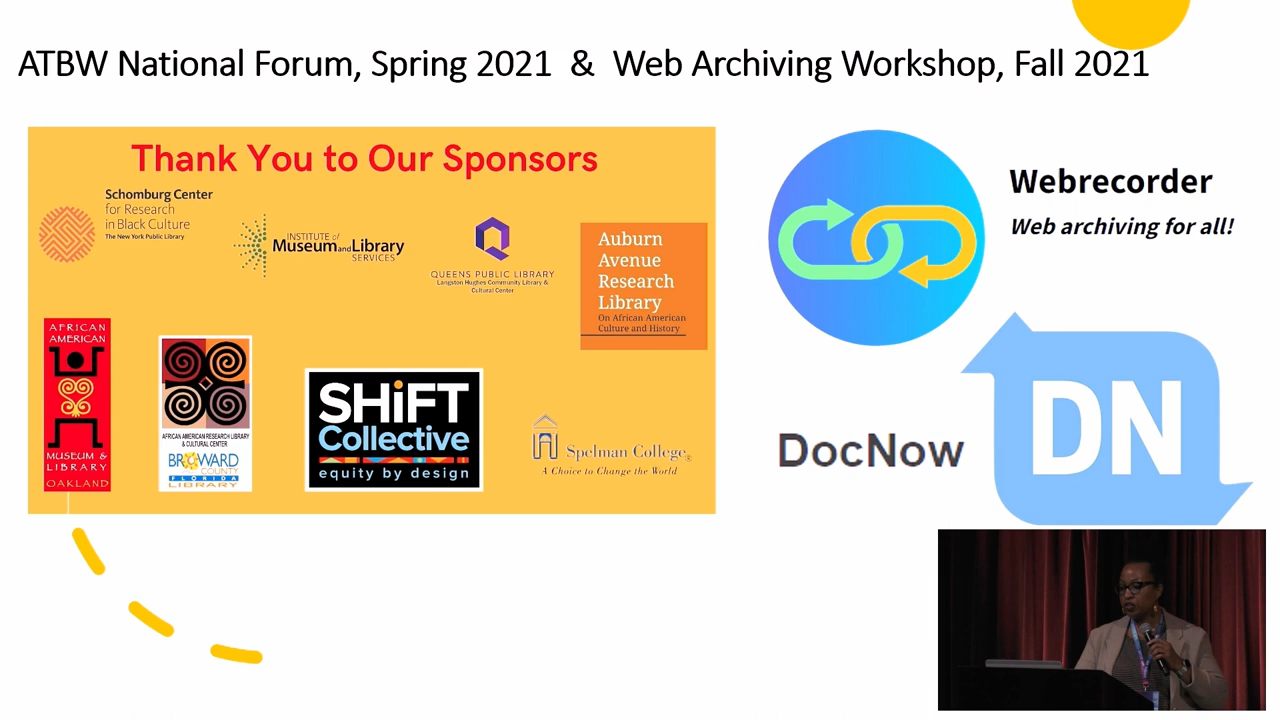 ATBW National Forum, Spring 2021 & Web Archiving Workshop, Fall 2021
Thank You to Our Sponsors
Schomburg Center
for Research
in Black Culture
The New York Public Library
INSTITUTE of
Museum and Library
SERVICES
QUEENS PUBLIC LIBRARY
Langston Hughes Community Library &
Cultural Center
Auburn
Avenue
Research
Library
On African American
Culture and History
AFRICAN
AMERICAN
MUSEUM &
LIBRARY
OAKLAND
AFRICAN AMERICAN RESEARCH LIBRARY
& CULTURAL CENTER
BROWARD
COUNTY
FLORIDA
LIBRARY
SHiFT
Collective
equity by design
Spelman College®
A Choice to Change the World
Webrecorder
Web archiving for all!
DocNow
DN